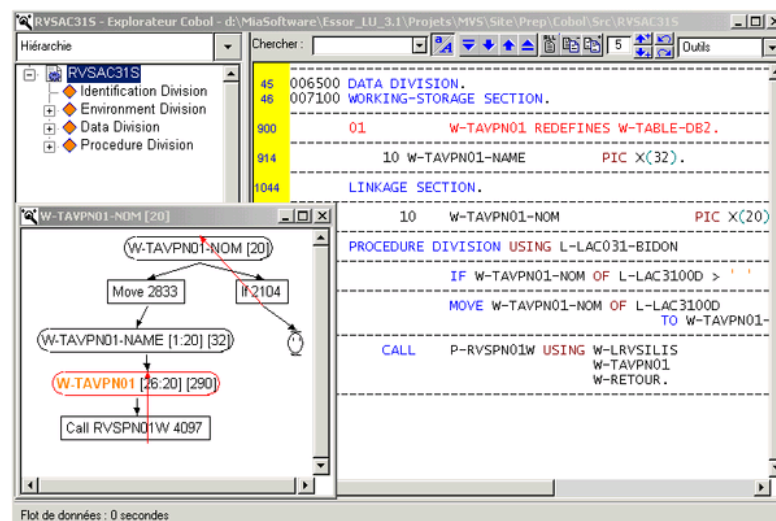 RVSAC31S - Explorateur Cobol - d:\MiaSoftware\Essor_LU_3.1\Projets\MVS\Site\Prep\Cobol\Src\RVSAC31S
Hiérarchie
Chercher :
5
Outils
RVSAC31S
Identification Division
Environment Division
Data Division
Procedure Division
45 006500 DATA DIVISION.
46 007100 WORKING-STORAGE SECTION.
900 01 W-TAVPN01 REDEFINES W-TABLE-DB2.
914 10 W-TAVPN01-NAME PIC X(32).
1044 LINKAGE SECTION.
10 W-TAVPN01-NOM PIC X(20)
PROCEDURE DIVISION USING L-LAC031-BIDON
IF W-TAVPN01-NOM OF L-LAC3100D > ' '
MOVE W-TAVPN01-NOM OF L-LAC3100D
TO W-TAVPN01-
CALL P-RVSPN01W USING W-LRVSILIS
W-TAVPN01
W-RETOUR.
W-TAVPN01-NOM [20]
W-TAVPN01-NOM [20]
Move 2833
If 2104
W-TAVPN01-NAME [1:20] [32]
W-TAVPN01 [26:20] [290]
Call RVSPN01W 4097
Flot de données : 0 secondes